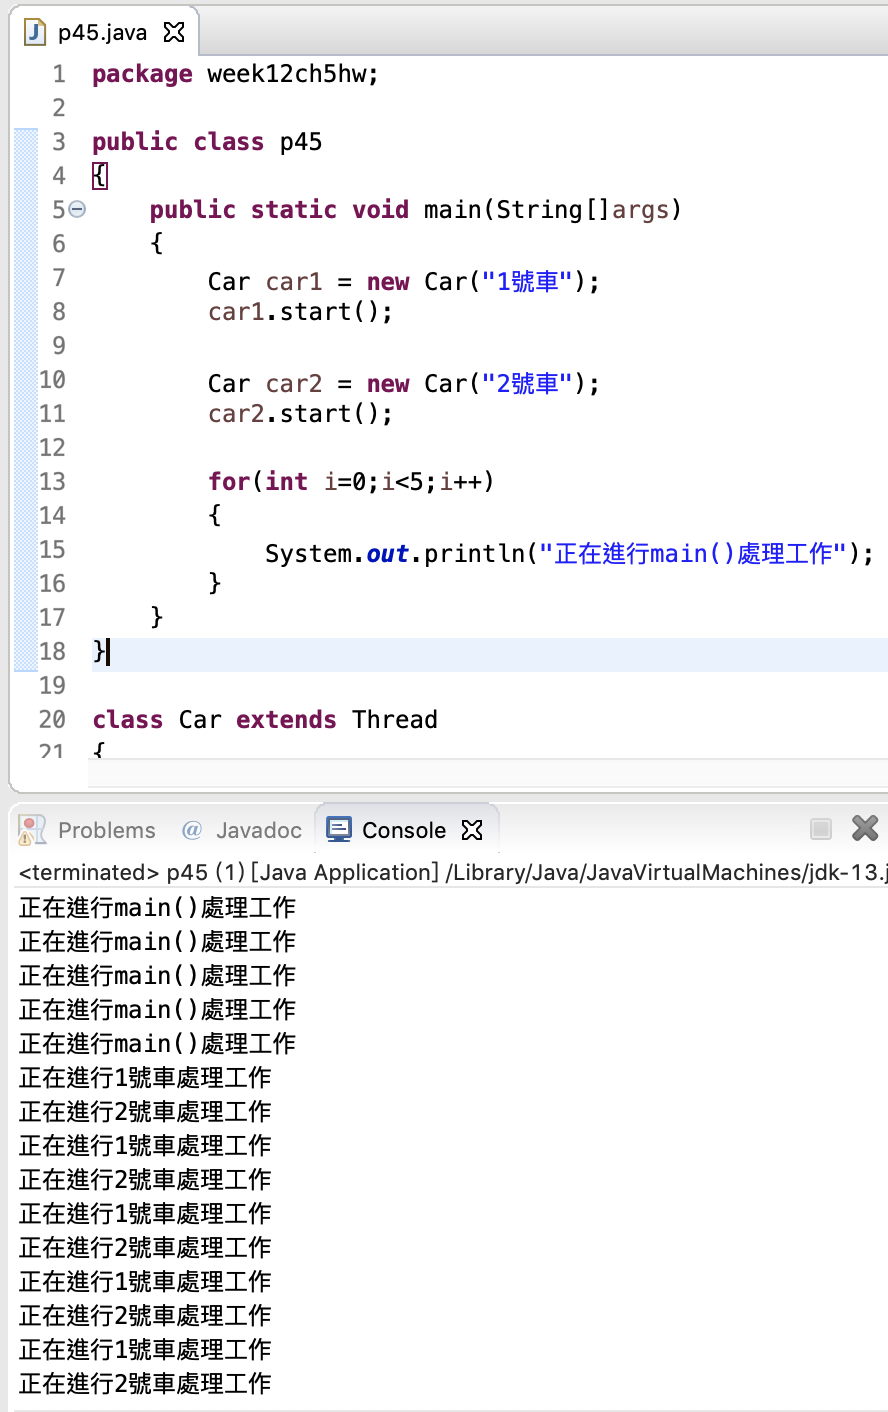 p45.java
1 package week12ch5hw;
2
3 public class p45
4 {
5 public static void main(String[]args)
6 {
7 Car car1 = new Car("1號車");
8 car1.start();
9
10 Car car2 = new Car("2號車");
11 car2.start();
12
13 for(int i=0;i<5;i++)
14 {
15 System.out.println("正在進行main()處理工作");
16 }
17 }
18 }
19
20 class Car extends Thread
21 {
Problems @ Javadoc Console
<terminated> p45 (1) [Java Application] /Library/Java/JavaVirtualMachines/jdk-13.j
正在進行main()處理工作
正在進行main()處理工作
正在進行main()處理工作
正在進行main()處理工作
正在進行main()處理工作
正在進行1號車處理工作
正在進行2號車處理工作
正在進行1號車處理工作
正在進行2號車處理工作
正在進行1號車處理工作
正在進行2號車處理工作
正在進行1號車處理工作
正在進行2號車處理工作
正在進行1號車處理工作
正在進行2號車處理工作